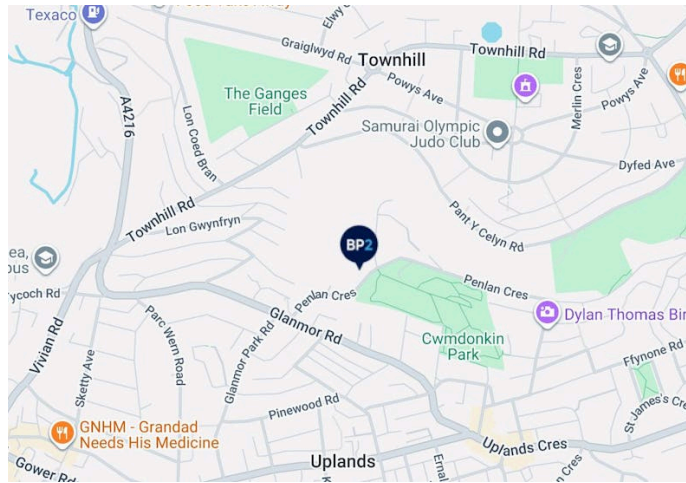 Texaco
Elwy C
Graiglwyd Rd
Townhill
Townhill Rd
The Ganges
Field
Powys Ave
Merlin Cres
Powys Ave
A4216
Lon Coed Bran
Townhill Rd
Samurai Olympic
Judo Club
Dyfed Ave
Townhill Rd
Lon Gwynfryn
Pant Y Celyn Rd
BP2
Penlan Cres
Penlan Cres
Dylan Thomas Bir
Glanmor Rd
Cwmdonkin
Park
Ffynone Rd
Vivian Rd
Sketty Ave
Parc Wern Road
Glanmor Park Rd
Pinewood Rd
St James's Cre
GNHM - Grandad
Needs His Medicine
Uplands Cres
Gower Rd
Uplands